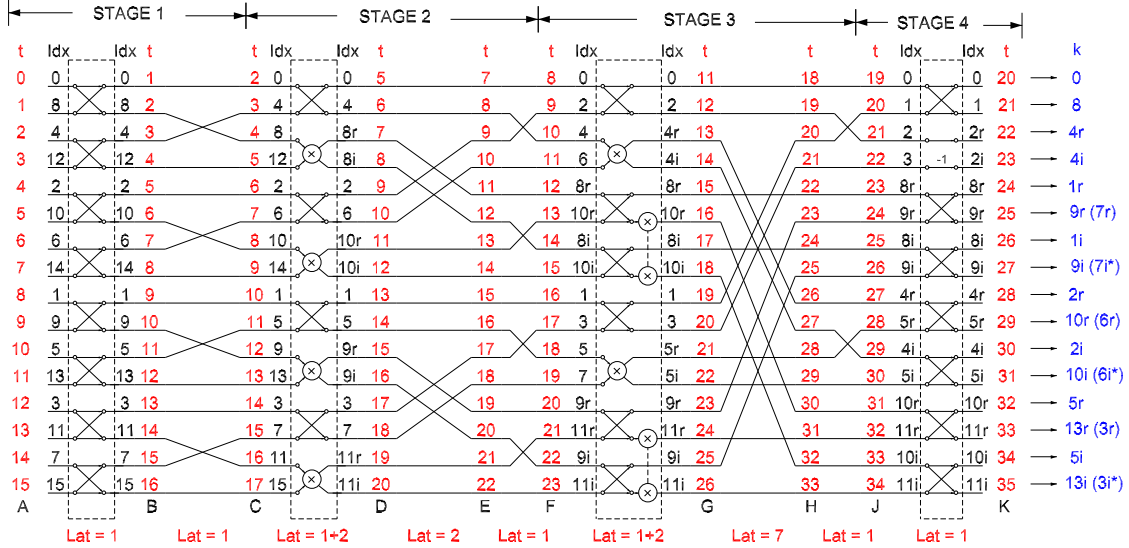 STAGE 1 STAGE 2 STAGE 3 STAGE 4
t Idx Idx t t Idx Idx t t t Idx Idx t t t Idx Idx t k
0 0 0 1 2 0 0 5 7 8 0 0 11 18 19 0 0 20 0
1 8 8 2 3 4 4 6 8 9 2 2 12 19 20 1 1 21 8
2 4 4 3 4 8 8r 7 9 10 4 4r 13 20 21 2 2r 22 4r
3 12 12 4 5 12 8i 8 10 11 6 4i 14 21 22 3 -1 2i 23 4i
4 2 2 5 6 2 2 9 11 12 8r 8r 15 22 23 8r 8r 24 1r
5 10 10 6 7 6 6 10 12 13 10r 10r 16 23 24 9r 9r 25 9r (7r)
6 6 6 7 8 10 10r 11 13 14 8i 8i 17 24 25 8i 8i 26 1i
7 14 14 8 9 14 10i 12 14 15 10i 10i 18 25 26 9i 9i 27 9i (7i*)
8 1 1 9 10 1 1 13 15 16 1 1 19 26 27 4r 4r 28 2r
9 9 9 10 11 5 5 14 16 17 3 3 20 27 28 5r 5r 29 10r (6r)
10 5 5 11 12 9 9r 15 17 18 5 5r 21 28 29 4i 4i 30 2i
11 13 13 12 13 13 9i 16 18 19 7 5i 22 29 30 5i 5i 31 10i (6i*)
12 3 3 13 14 3 3 17 19 20 9r 9r 23 30 31 10r 10r 32 5r
13 11 11 14 15 7 7 18 20 21 11r 11r 24 31 32 11r 11r 33 13r (3r)
14 7 7 15 16 11 11r 19 21 22 9i 9i 25 32 33 10i 10i 34 5i
15 15 15 16 17 15 11i 20 22 23 11i 11i 26 33 34 11i 11i 35 13i (3i*)
A B C D E F G H J K
Lat = 1 Lat = 1 Lat = 1+2 Lat = 2 Lat = 1 Lat = 1+2 Lat = 7 Lat = 1 Lat = 1